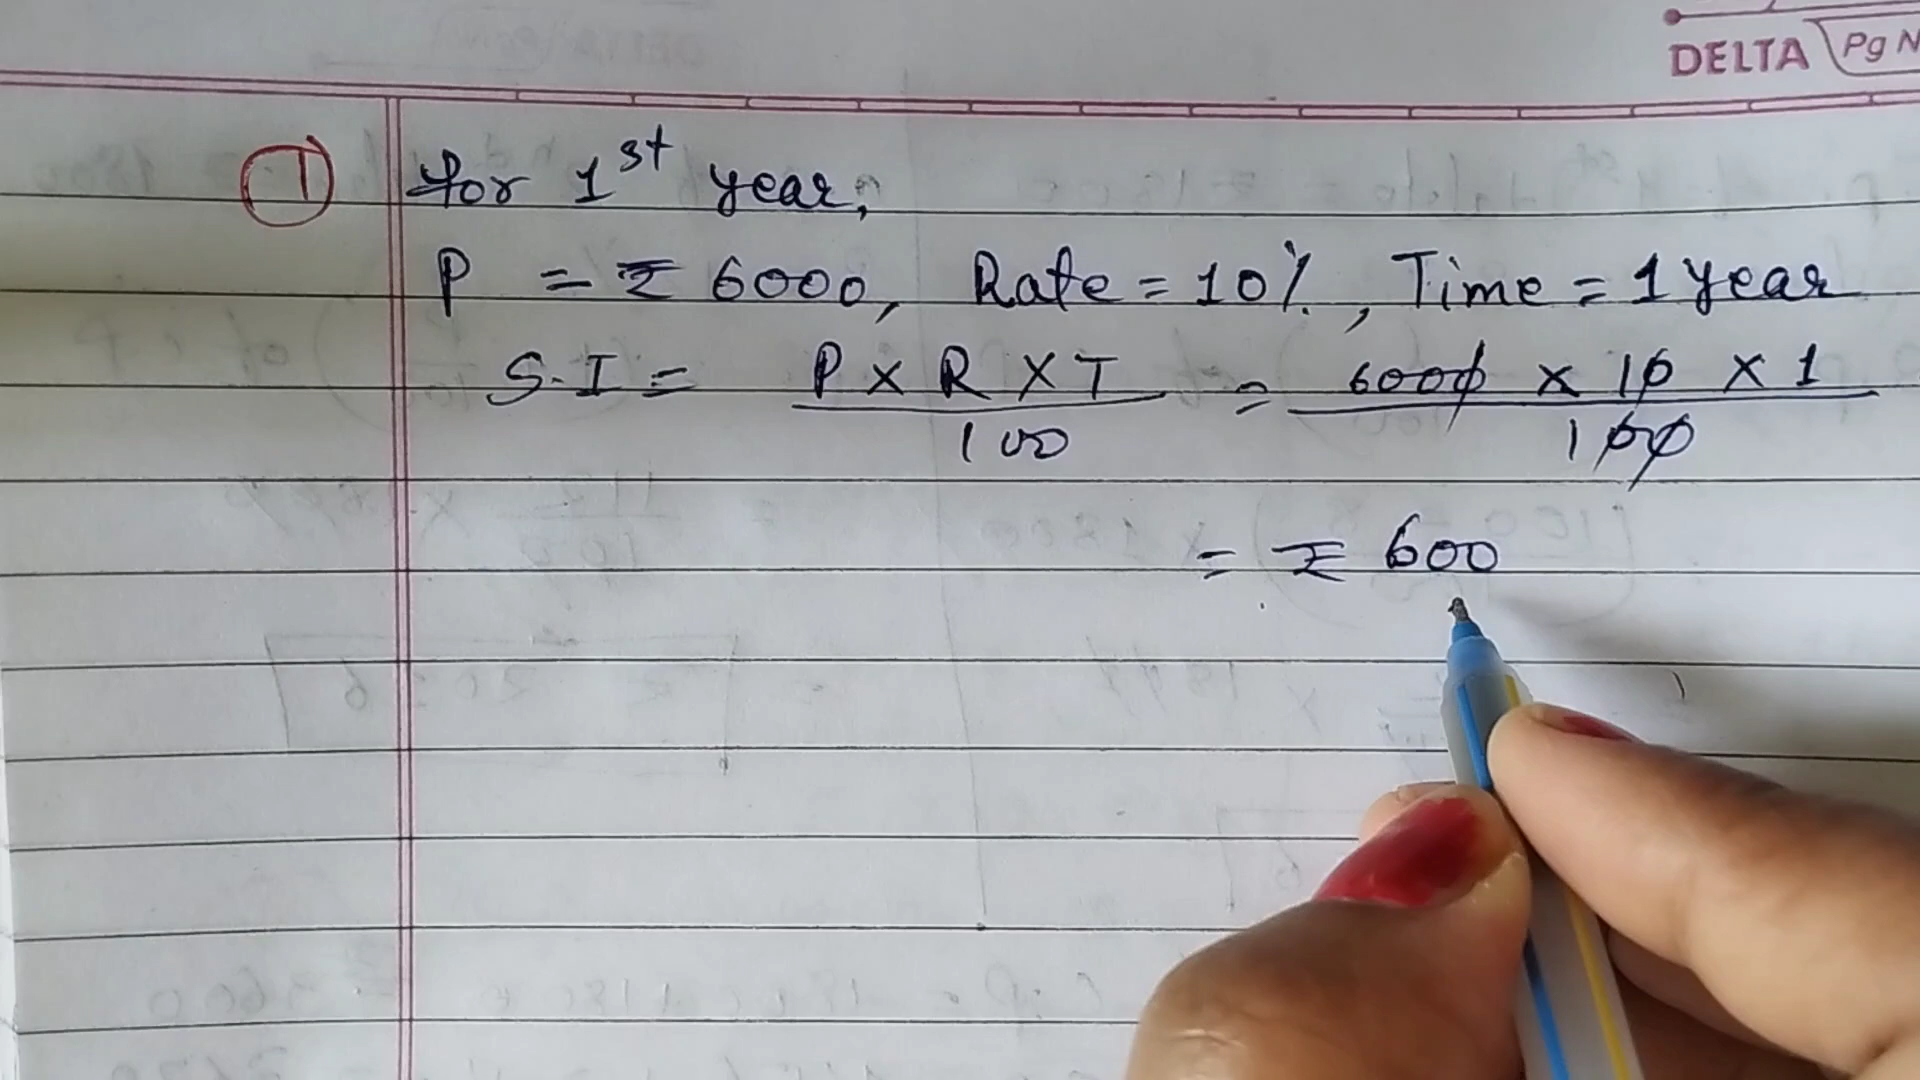 DELTA Pg N
1 for 1st year,
P = ₹ 6000, Rate = 10%, Time = 1 year
S.I = P x R x T / 100 = 6000 x 10 x 1 / 100
= ₹ 600